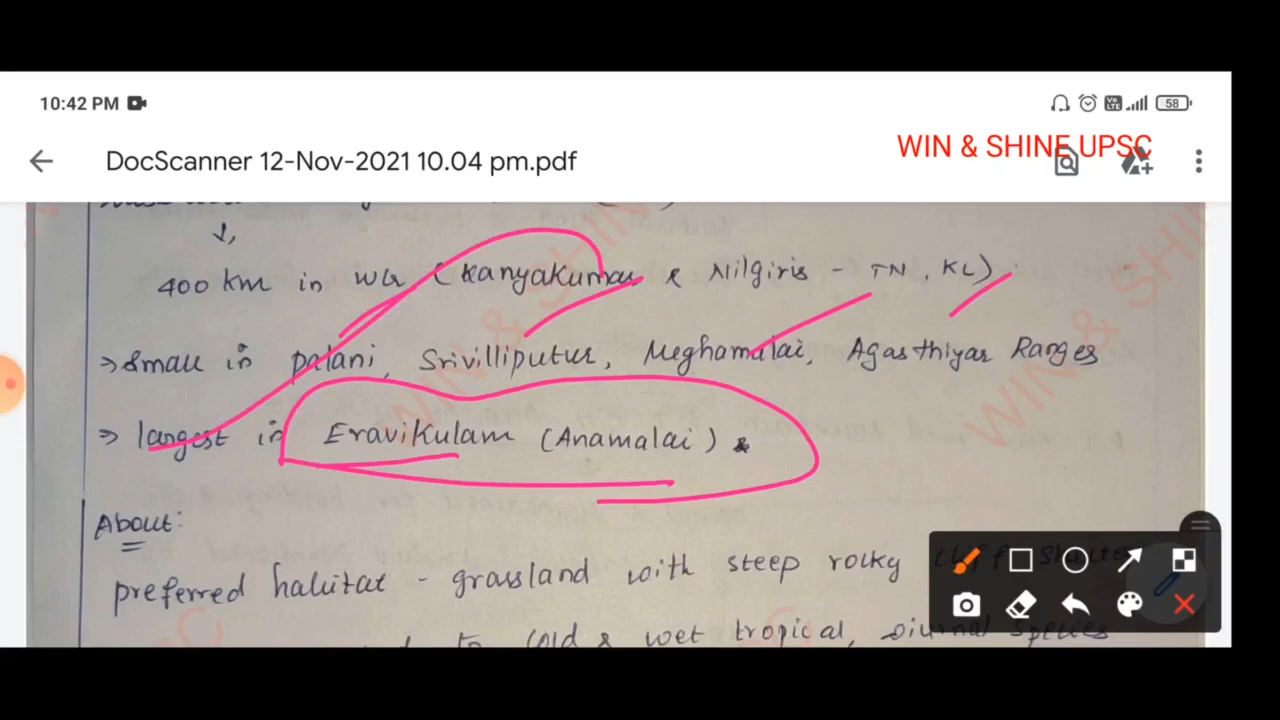 10:42 PM
58
DocScanner 12-Nov-2021 10.04 pm.pdf
WIN & SHINE UPSC
400 km in WG (Kanyakumari & Nilgiris - TN, KL)
→ Small in Palani, Srivilliputur, Meghamalai, Agasthiyar Ranges
→ largest in Eravikulam (Anamalai) &
About:
preferred habitat - grassland with steep rocky cliff
to cold & wet tropical, Diurnal species